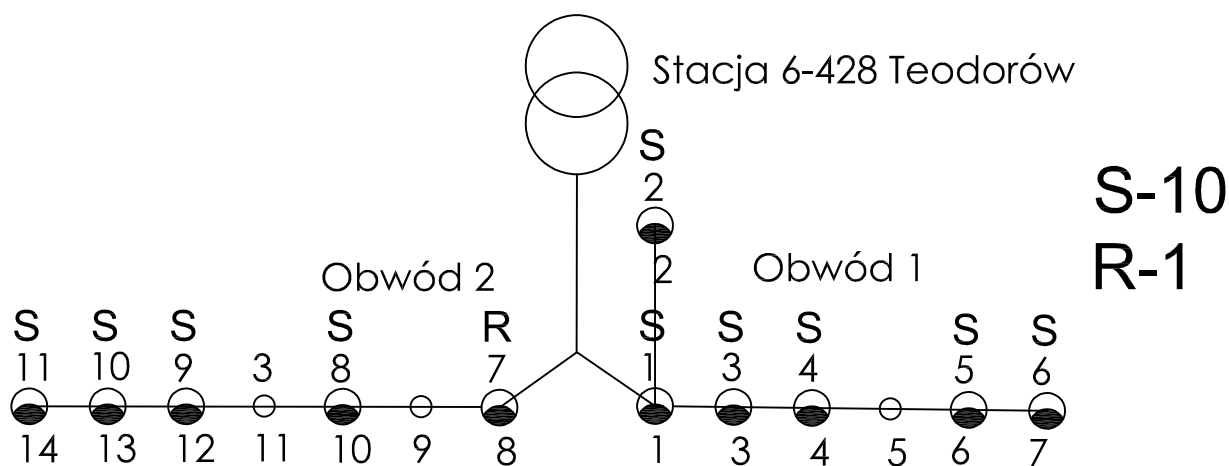 Stacja 6-428 Teodorów
S
2
2
S-10
R-1
Obwód 2
Obwód 1
S S S S R S S S S S
11 10 9 3 8 7 1 3 4 5 6
14 13 12 11 10 9 8 1 3 4 5 6 7